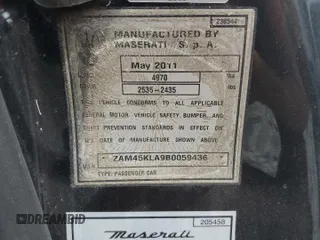 236544
MANUFACTURED BY
MASERATI S.p.A.
May 2011
4970 lbs
2535-2435 lbs
VEHICLE CONFORMS TO ALL APPLICABLE
FEDERAL MOTOR VEHICLE SAFETY, BUMPER, AND
THEFT PREVENTION STANDARDS IN EFFECT ON
DATE OF MANUFACTURE SHOWN ABOVE
ZAM45KLA9B0059436
TYPE: PASSENGER CAR
205458
Maserati
DREAMBID